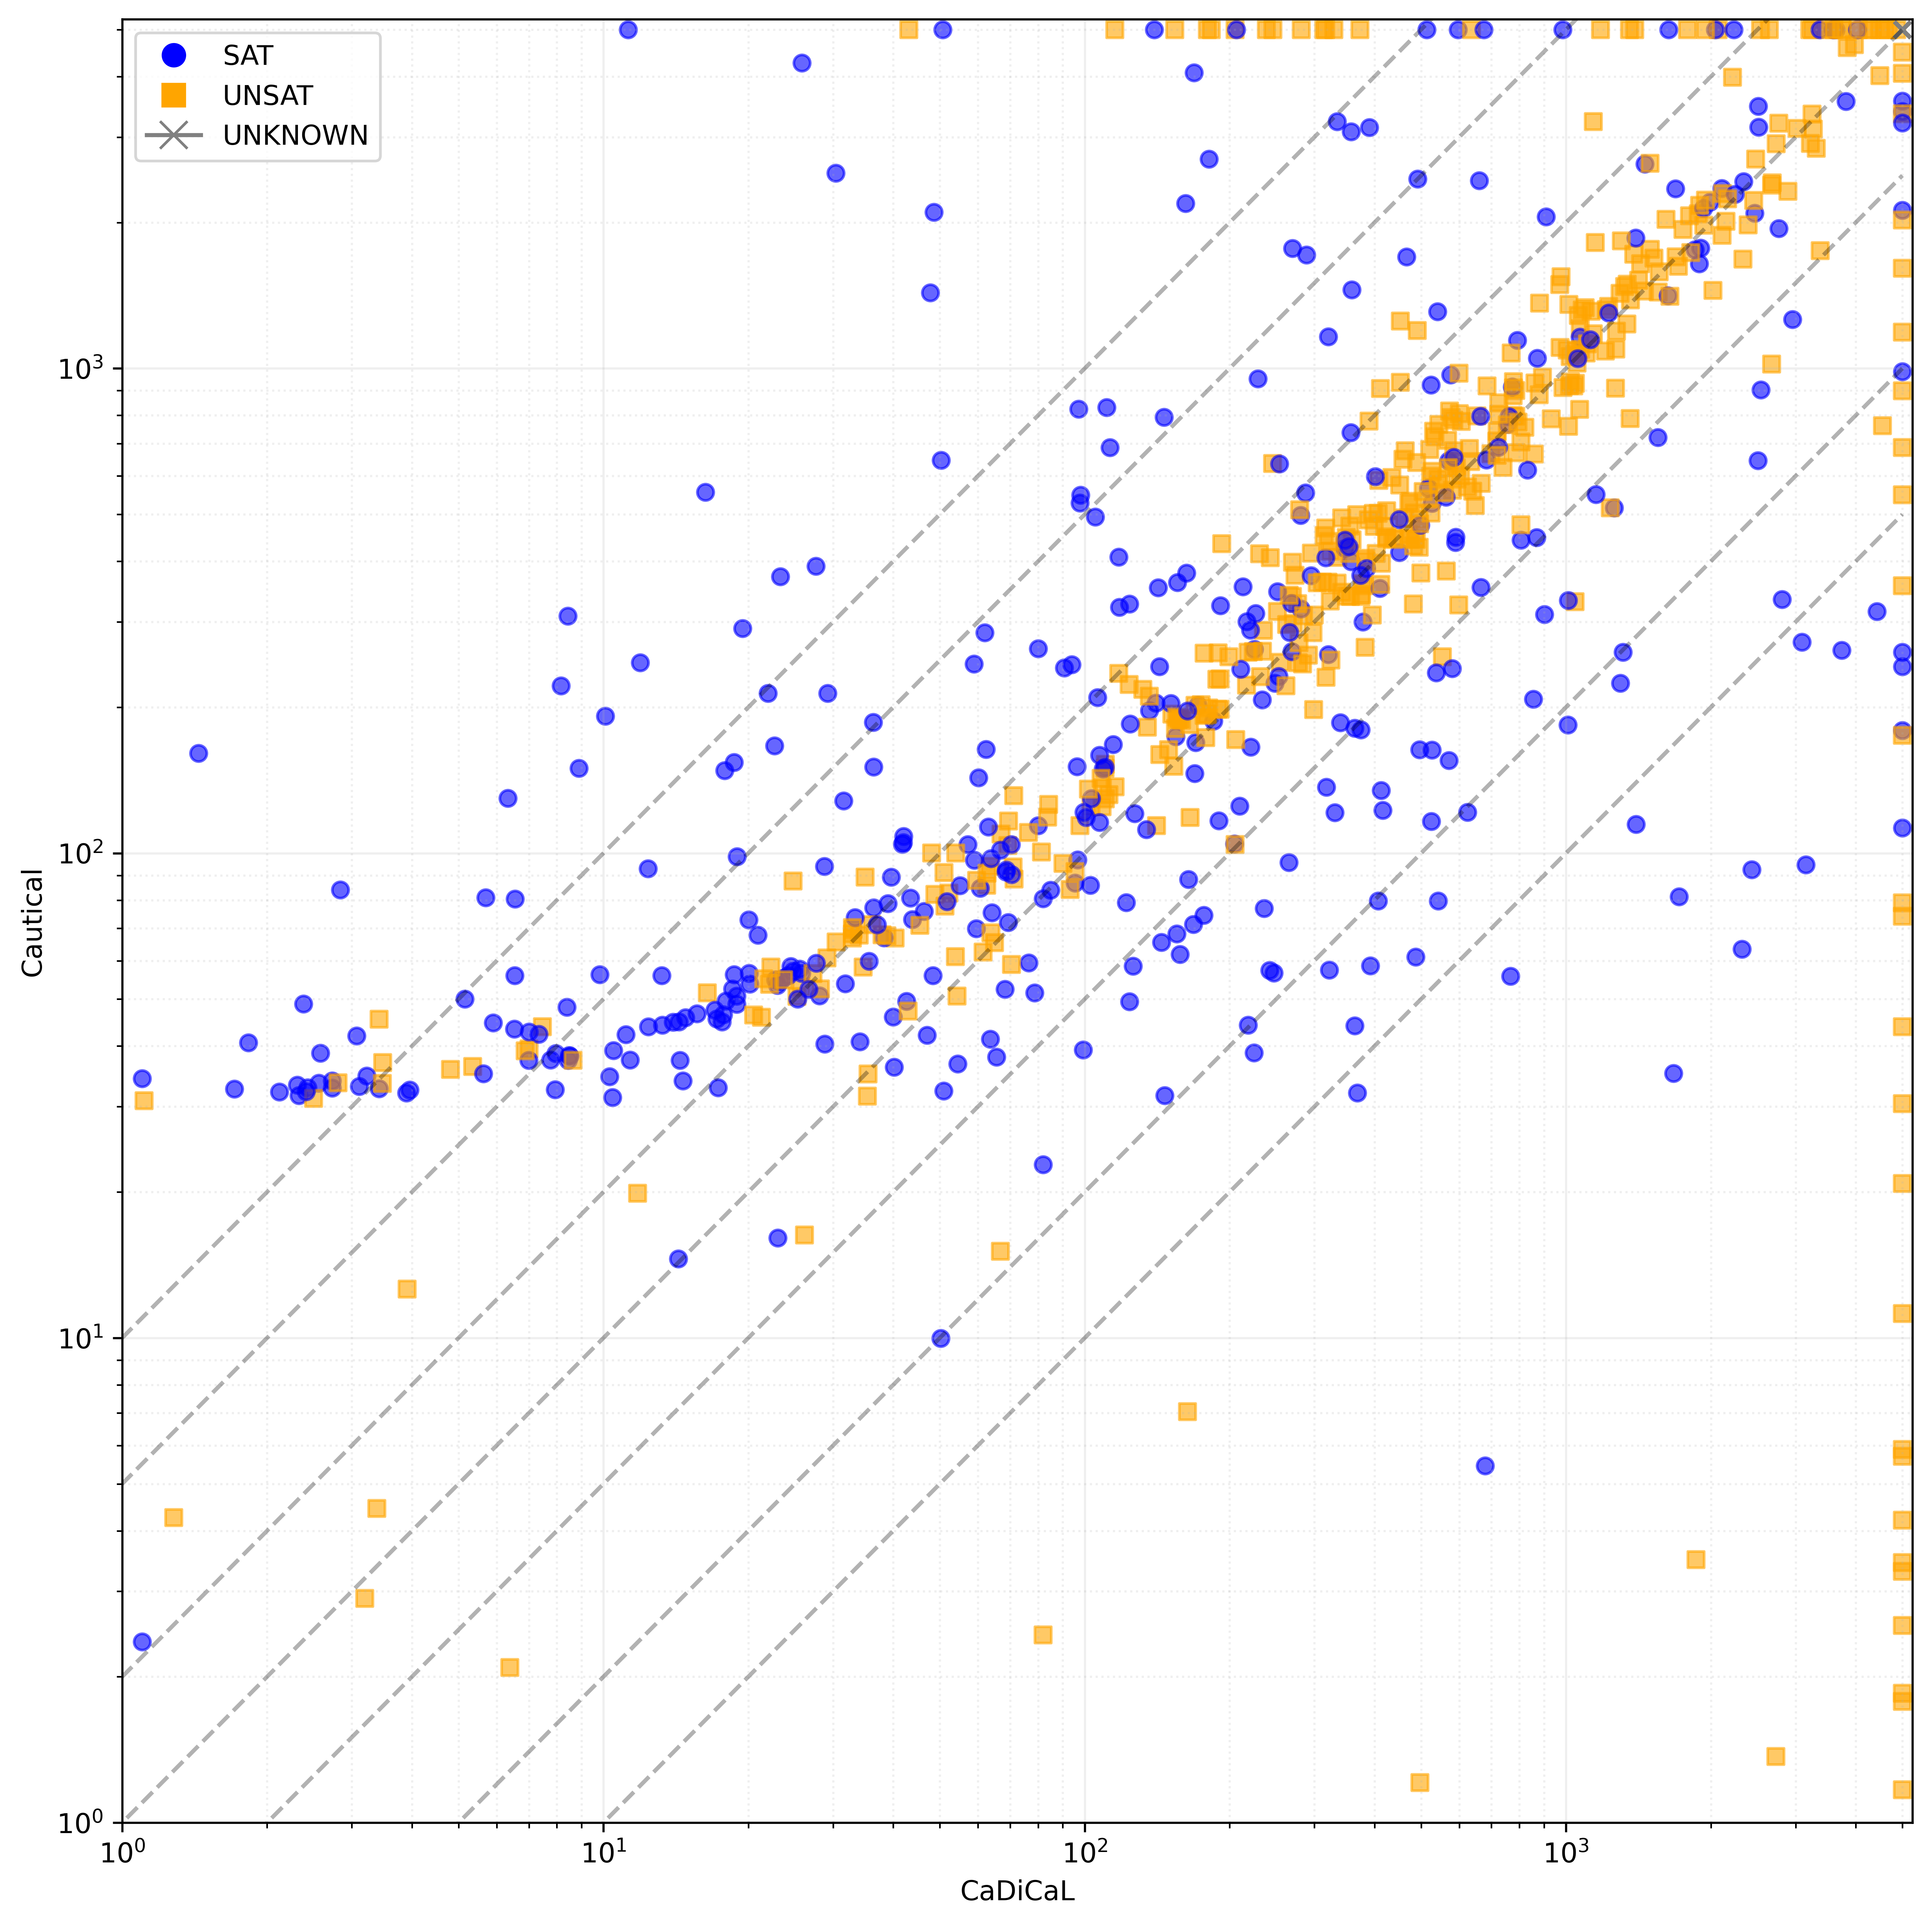 SAT
UNSAT
UNKNOWN
Cautical
10³
10²
10¹
10⁰
10⁰ 10¹ 10² 10³
CaDiCaL